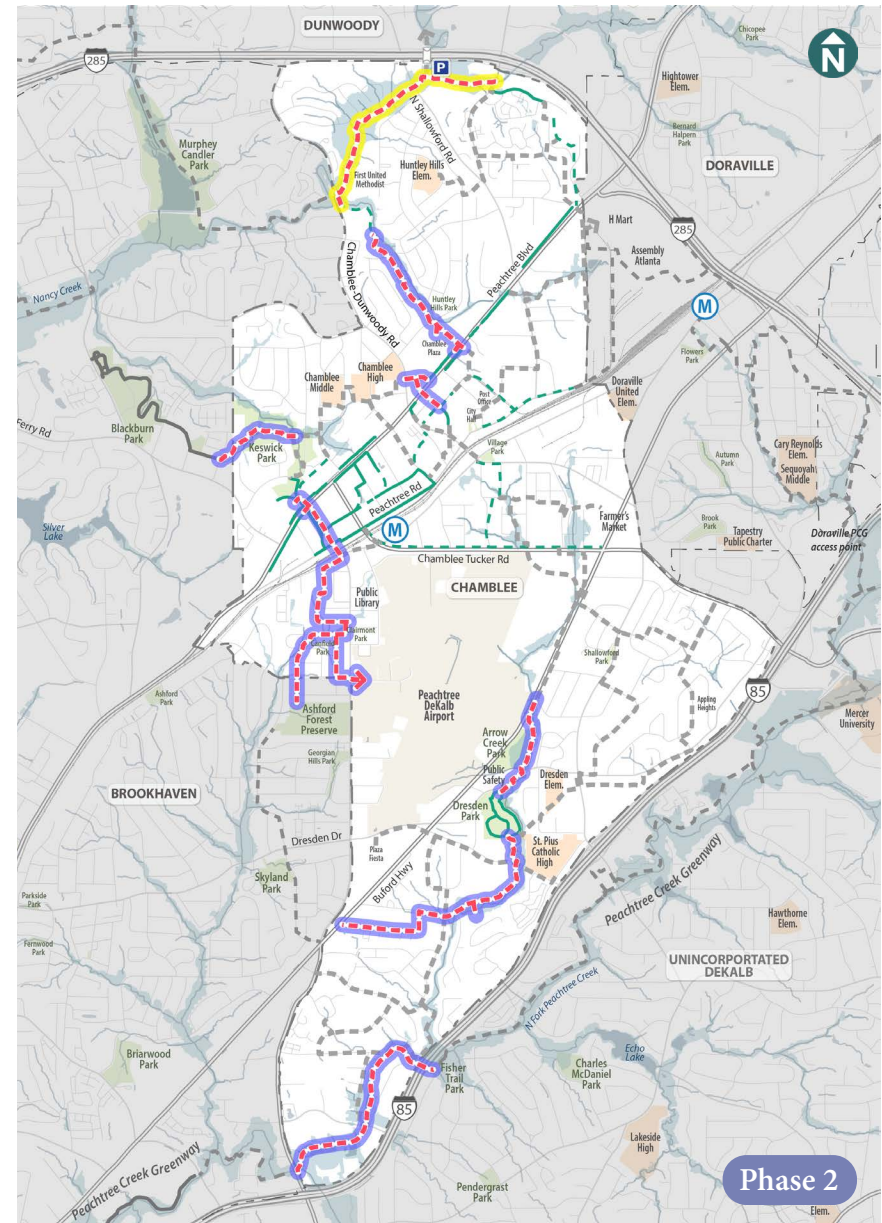 DUNWOODY
Chicopee
Park
285
P
N
Hightower
Elem.
N Shallowford Rd
Bernard
Halpern
Park
Murphey
Candler
Park
DORAVILLE
Huntley Hills
Elem.
First United
Methodist
H Mart
285
Assembly
Atlanta
Peachtree Blvd
Chamblee-Dunwoody Rd
Nancy Creek
Huntley
Hills Park
M
Chamblee
Plaza
Flowers
Park
Chamblee
High
Chamblee
Middle
Doraville
United
Elem.
Post
Office
City
Hall
Ferry Rd
Blackburn
Park
Keswick
Park
Village
Park
Cary Reynolds
Elem.
Sequoyah
Middle
Autumn
Park
Peachtree Rd
Silver
Lake
Farmer's
Market
Brook
Park
Tapestry
Public Charter
Doraville PCG
access point
M
Chamblee Tucker Rd
CHAMBLEE
Public
Library
Clairmont
Park
Catfield
Park
Shallowford
Park
Ashford
Park
Peachtree
DeKalb
Airport
85
Appling
Heights
Ashford
Forest
Preserve
Mercer
University
Arrow
Creek
Park
Georgian
Hills Park
Public
Safety
Dresden
Elem.
BROOKHAVEN
Dresden
Park
Dresden Dr
St. Pius
Catholic
High
Plaza
Fiesta
Buford Hwy
Skyland
Park
Peachtree Creek Greenway
Parkside
Park
Hawthorne
Elem.
Fernwood
Park
UNINCORPORTATED
DEKALB
N Fork Peachtree Creek
Echo
Lake
Briarwood
Park
Fisher
Trail
Park
Charles
McDaniel
Park
85
Lakeside
High
Peachtree Creek Greenway
Pendergrast
Park
Phase 2
Elem.